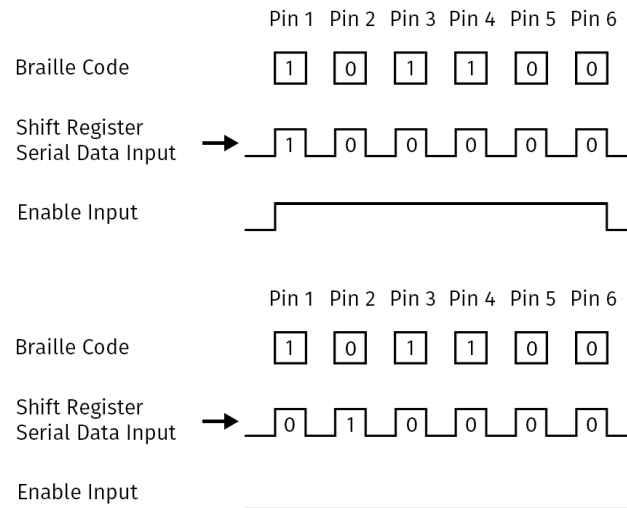 Pin 1 Pin 2 Pin 3 Pin 4 Pin 5 Pin 6
Braille Code 1 0 1 1 0 0
Shift Register
Serial Data Input 1 0 0 0 0 0
Enable Input
Pin 1 Pin 2 Pin 3 Pin 4 Pin 5 Pin 6
Braille Code 1 0 1 1 0 0
Shift Register
Serial Data Input 0 1 0 0 0 0
Enable Input